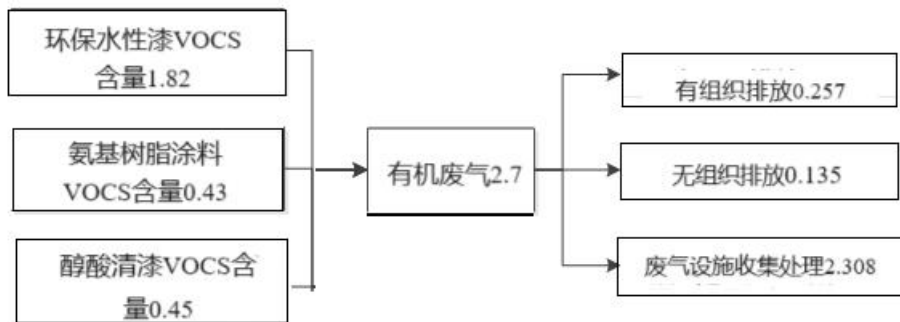 环保水性漆VOCS
含量1.82
氨基树脂涂料
VOCS含量0.43
醇酸清漆VOCS含
量0.45
有机废气2.7
有组织排放0.257
无组织排放0.135
废气设施收集处理2.308